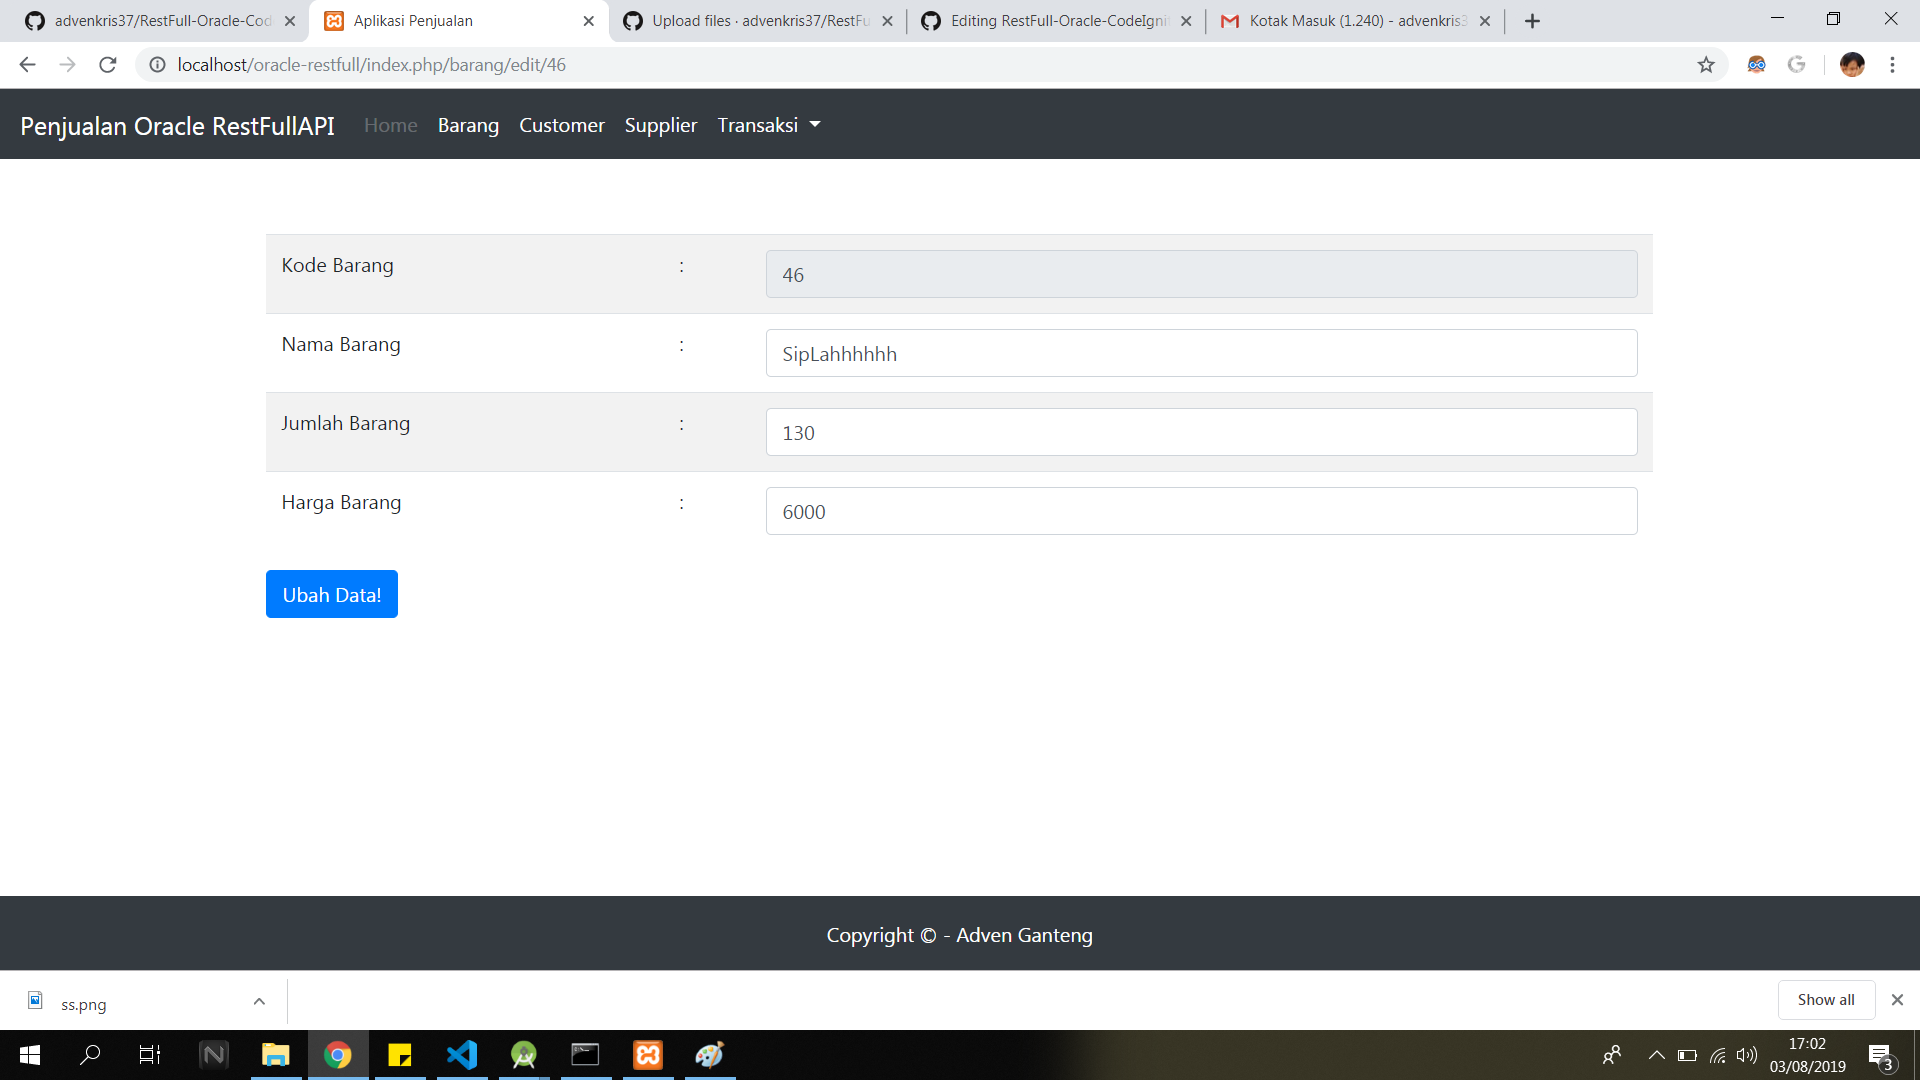 advenkris37/RestFull-Oracle-Cod
Aplikasi Penjualan
Upload files · advenkris37/RestFu
Editing RestFull-Oracle-CodeIgnit
Kotak Masuk (1.240) - advenkris3
localhost/oracle-restfull/index.php/barang/edit/46
Penjualan Oracle RestFullAPI Home Barang Customer Supplier Transaksi
Kode Barang : 46
Nama Barang : SipLahhhhhh
Jumlah Barang : 130
Harga Barang : 6000
Ubah Data!
Copyright © - Adven Ganteng
ss.png
Show all
17:02
03/08/2019
3